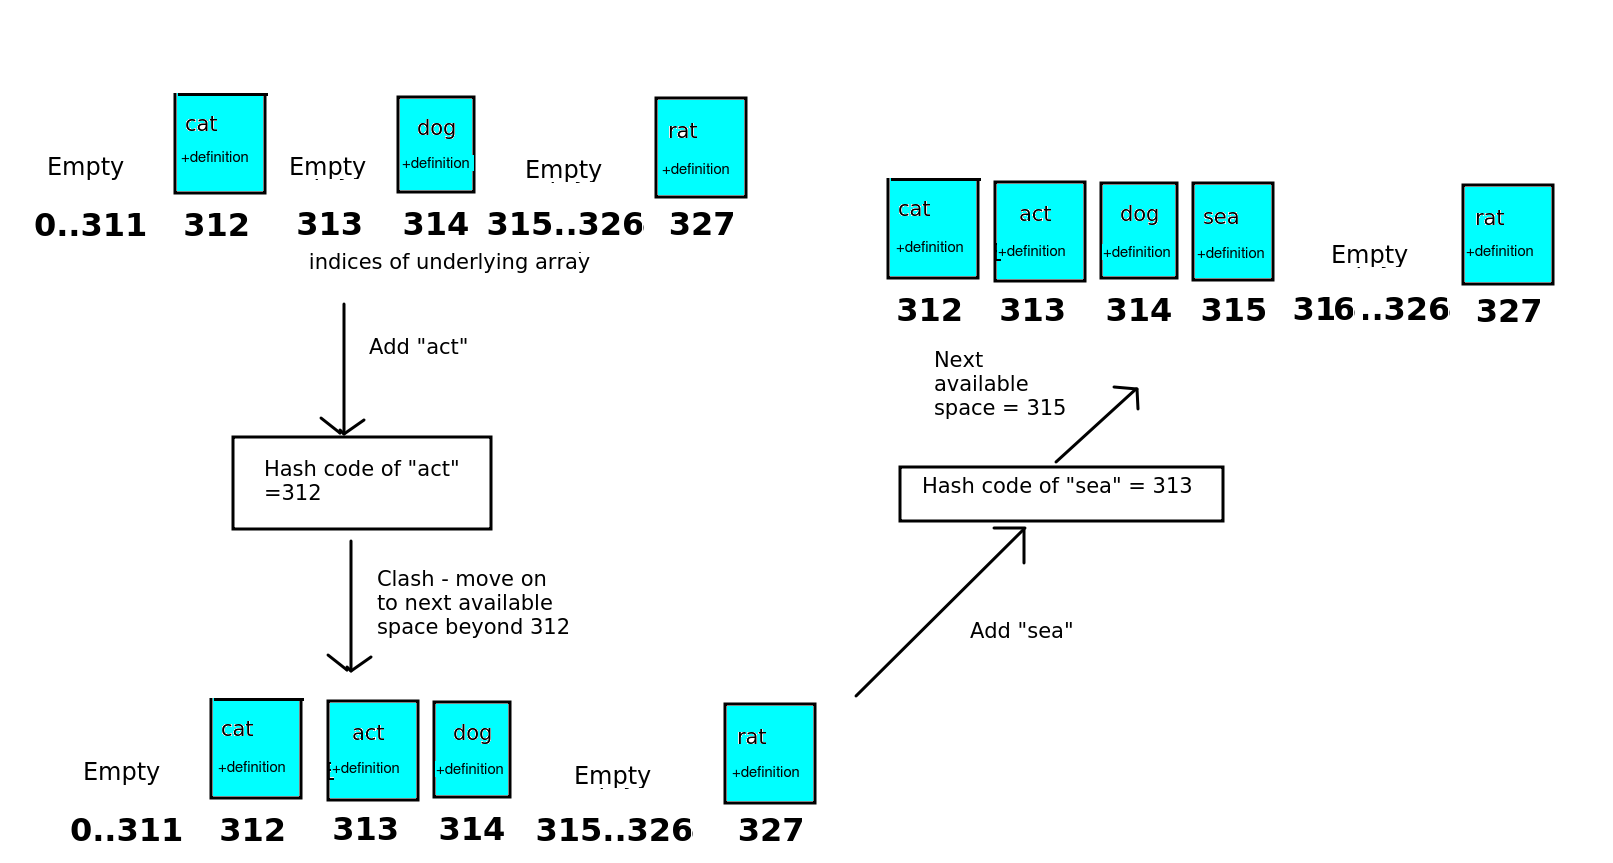 cat
+definition
dog
+definition
rat
+definition
Empty
Empty
Empty
0..311 312 313 314 315..326 327
indices of underlying array
Add "act"
Hash code of "act"
=312
Clash - move on
to next available
space beyond 312
cat
+definition
act
+definition
dog
+definition
rat
+definition
Empty
Empty
0..311 312 313 314 315..326 327
Add "sea"
Hash code of "sea" = 313
Next
available
space = 315
cat
+definition
act
+definition
dog
+definition
sea
+definition
Empty
rat
+definition
312 313 314 315 316..326 327